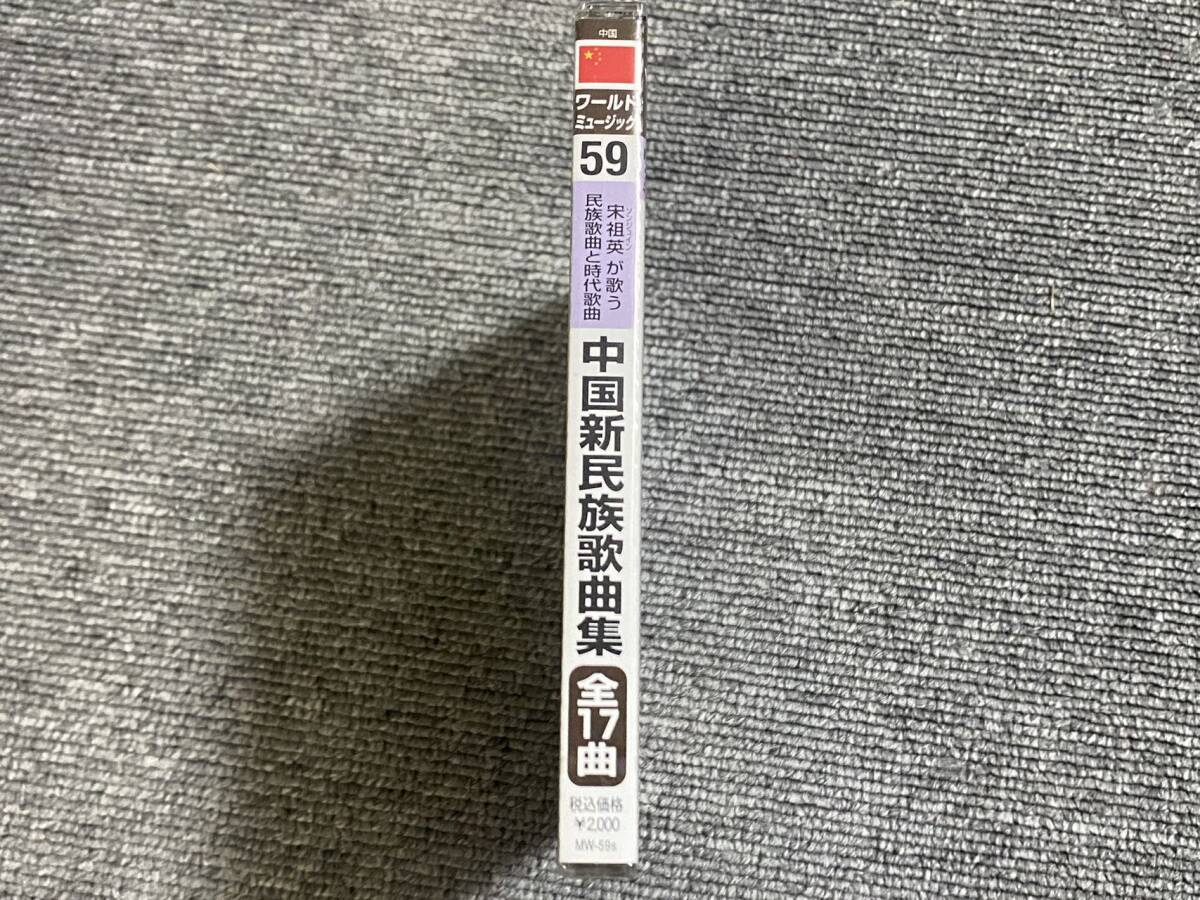 中国
ワールド
ミュージック
59
宋祖英が歌う
ソンジュイン
民族歌曲と時代歌曲
中国新民族歌曲集
全17曲
税込価格
¥2,000
MW-59s